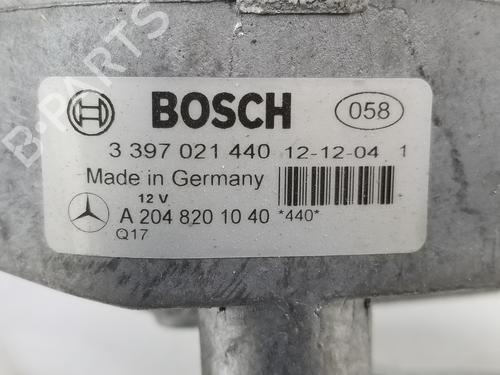 B-PARTS
BOSCH 058
3 397 021 440 12-12-04 1
Made in Germany
12 V
A 204 820 10 40 *440*
Q17